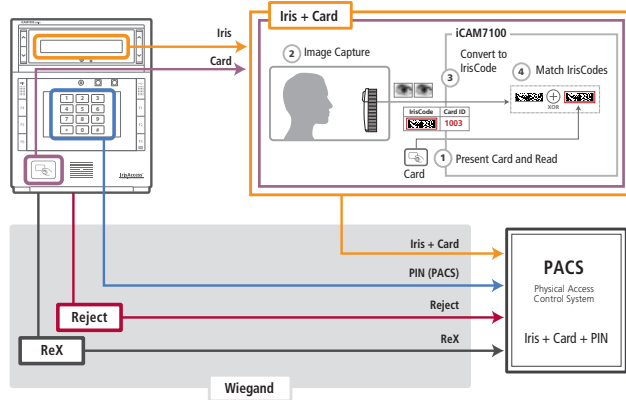 Iris + Card
Iris
Card
iCAM7100
2 Image Capture
3 Convert to
IrisCode
4 Match IrisCodes
XOR
IrisCode Card ID
1003
Card
1 Present Card and Read
1 2 3
4 5 6
7 8 9
* 0 #
IrisAccess
Iris + Card
PIN (PACS)
Reject
ReX
Reject
ReX
Wiegand
PACS
Physical Access
Control System
Iris + Card + PIN